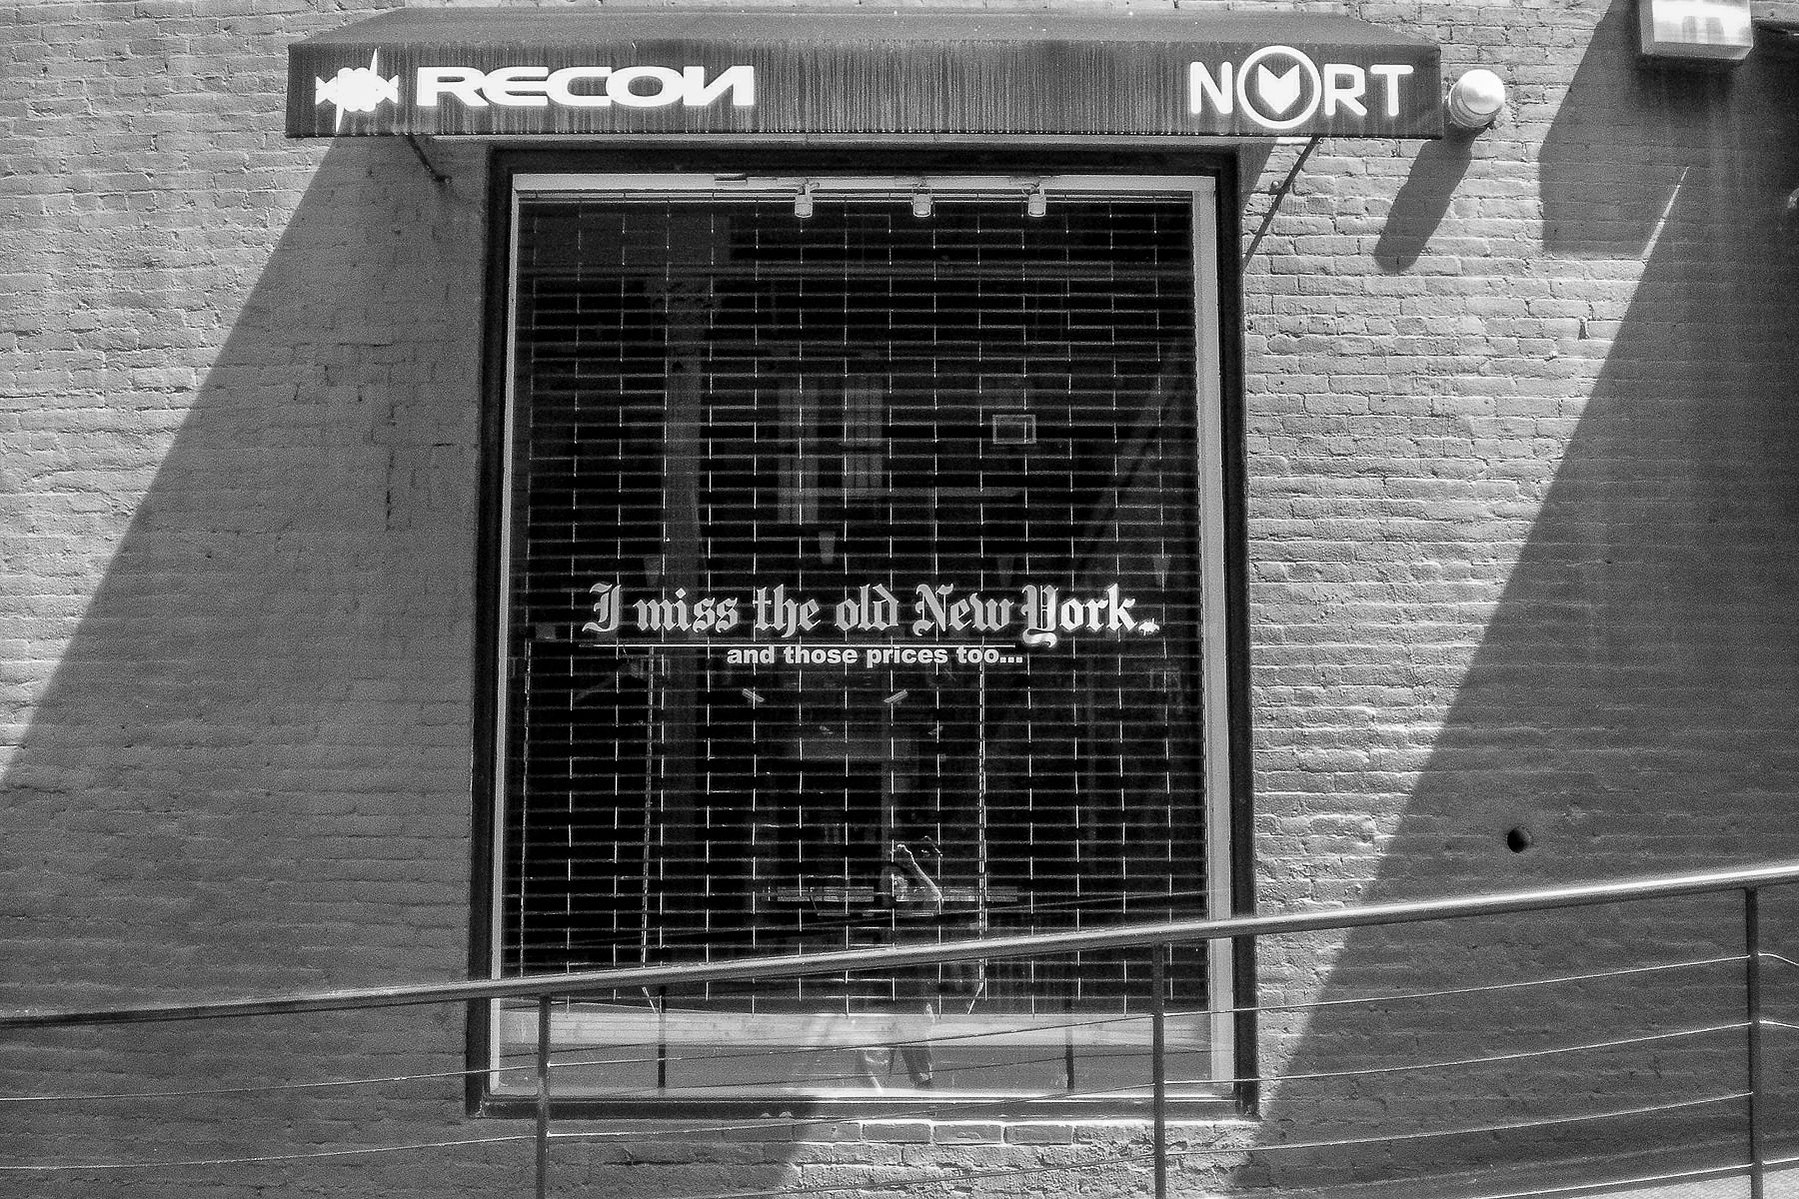 RECON
NORT
I miss the old New York.
and those prices too...